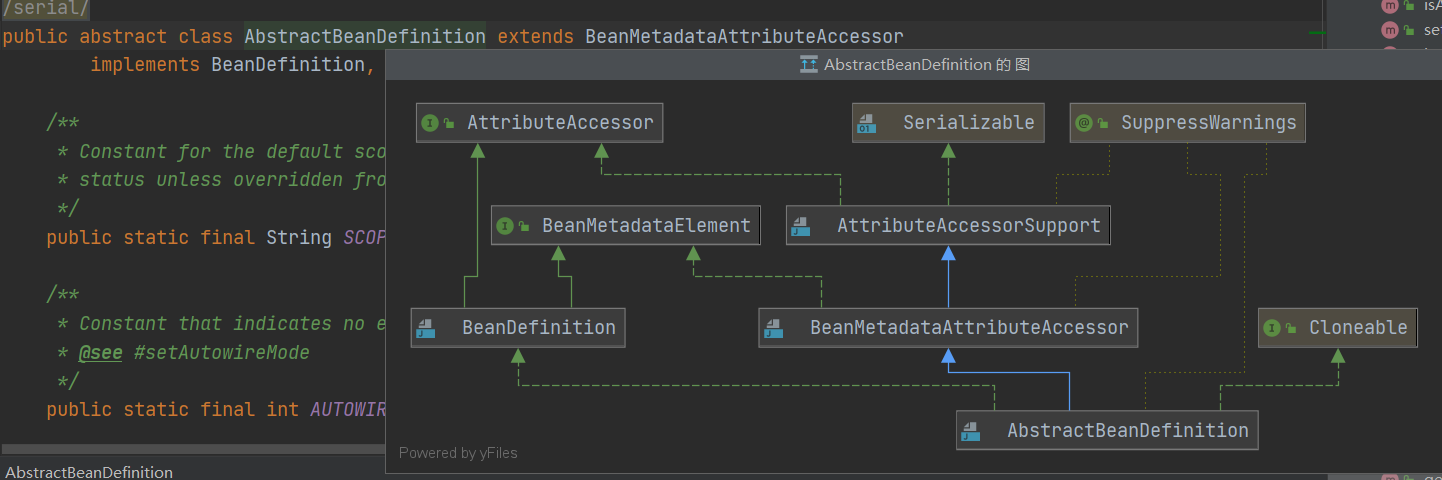 /serial/
public abstract class AbstractBeanDefinition extends BeanMetadataAttributeAccessor
implements BeanDefinition,
/**
* Constant for the default sco
* status unless overridden fro
*/
public static final String SCOP
/**
* Constant that indicates no e
* @see #setAutowireMode
*/
public static final int AUTOWIR
AbstractBeanDefinition
AbstractBeanDefinition 的图
AttributeAccessor
Serializable
SuppressWarnings
BeanMetadataElement
AttributeAccessorSupport
BeanDefinition
BeanMetadataAttributeAccessor
Cloneable
AbstractBeanDefinition
Powered by yFiles
isA
set